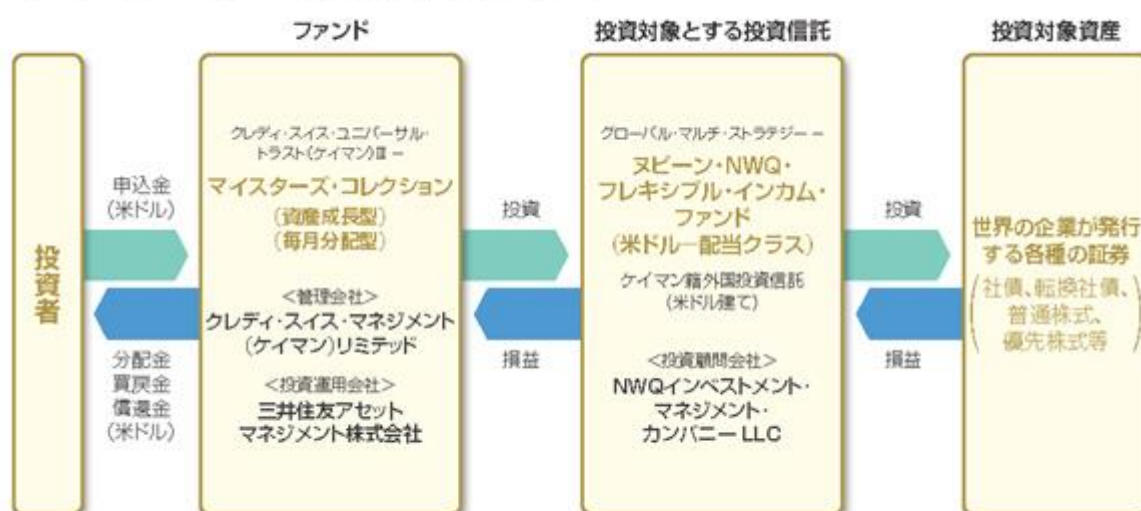 ファンド
投資対象とする投資信託
投資対象資産
投資者
申込金
(米ドル)
分配金
買戻金
償還金
(米ドル)
クレディ・スイス・ユニバーサル・
トラスト(ケイマン)Ⅲ －
マイスターズ・コレクション
(資産成長型)
(毎月分配型)
<管理会社>
クレディ・スイス・マネジメント
(ケイマン)リミテッド
<投資運用会社>
三井住友アセット
マネジメント株式会社
投資
損益
グローバル・マルチ・ストラテジー －
ヌビーン・NWQ・
フレキシブル・インカム・
ファンド
(米ドル－配当クラス)
ケイマン籍外国投資信託
(米ドル建て)
<投資顧問会社>
NWQインベストメント・
マネジメント・
カンパニー LLC
投資
損益
世界の企業が発行
する各種の証券
(社債、転換社債、
普通株式、
優先株式等)